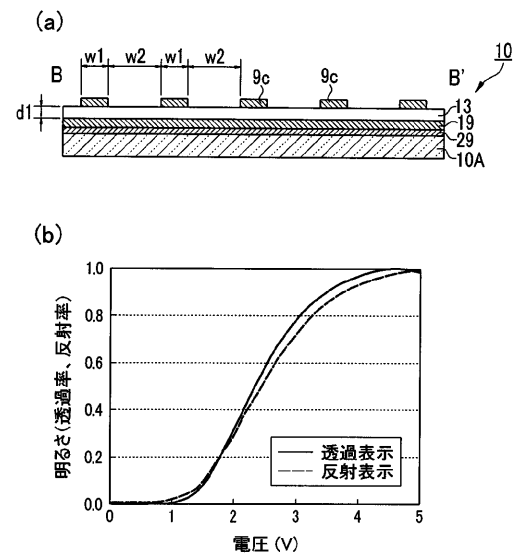 (a)
10
w1 w2 w1 w2
B 9c 9c B'
d1
13
19
29
10A
(b)
明るさ(透過率、反射率)
1.0
0.8
0.6
0.4
0.2
0.0
透過表示
反射表示
0 1 2 3 4 5
電圧(V)